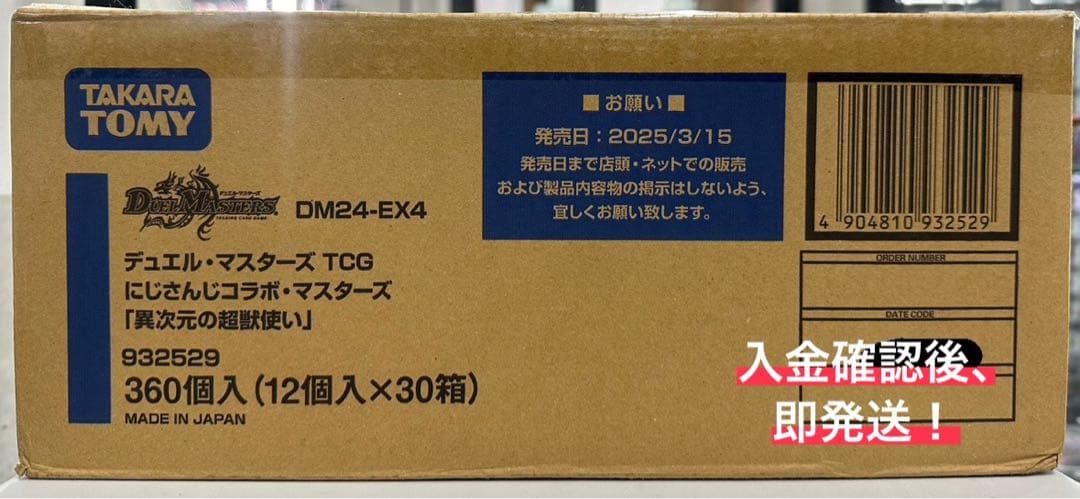 TAKARA
TOMY
デュエル・マスターズ
DUEL MASTERS
TRADING CARD GAME
DM24-EX4
デュエル・マスターズ TCG
にじさんじコラボ・マスターズ
「異次元の超獣使い」
932529
360個入(12個入×30箱)
MADE IN JAPAN
■ お願い ■
発売日:2025/3/15
発売日まで店頭・ネットでの販売
および製品内容物の掲示はしないよう、
宜しくお願い致します。
4 904810 932529
ORDER NUMBER
DATE CODE
入金確認後、
即発送!